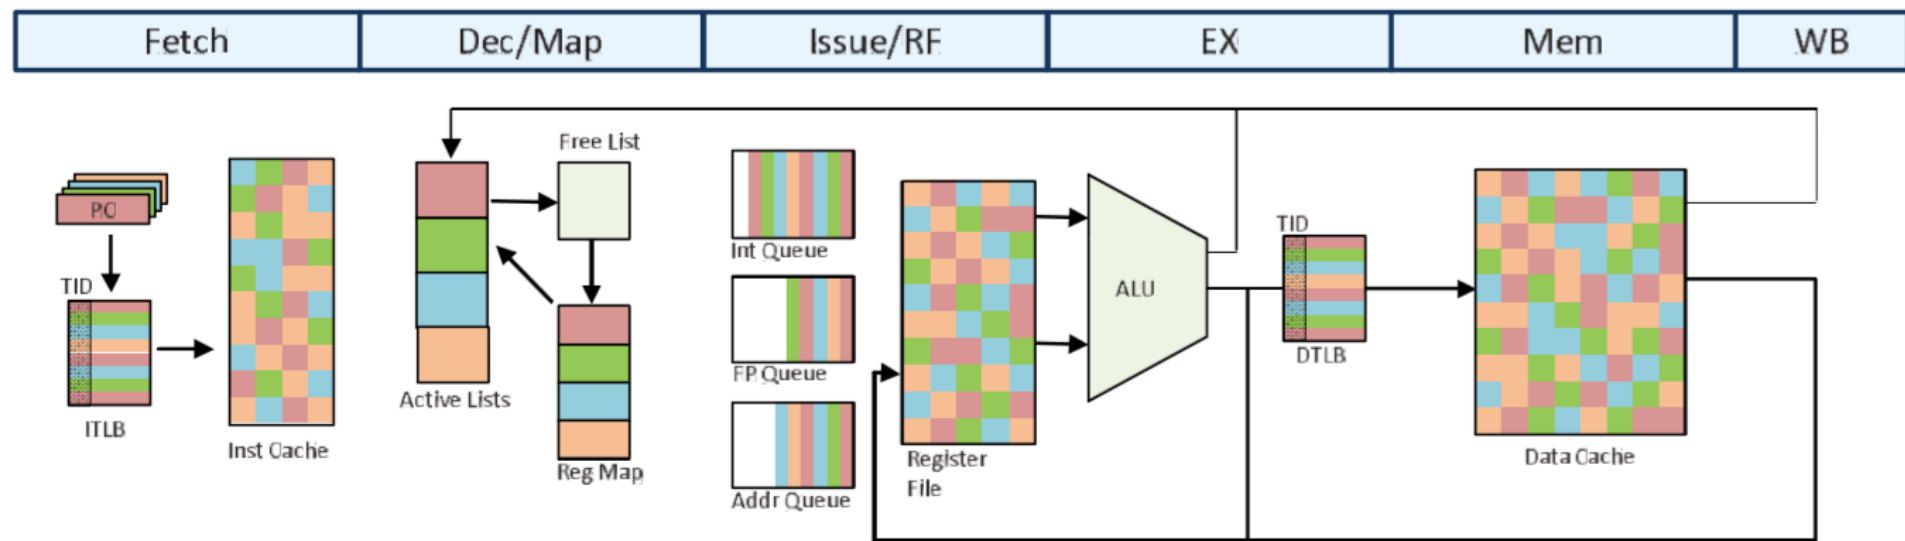 Fetch
Dec/Map
Issue/RF
EX
Mem
WB
PC
TID
ITLB
Inst Cache
Free List
Active Lists
Reg Map
Int Queue
FP Queue
Addr Queue
Register
File
ALU
TID
DTLB
Data Cache